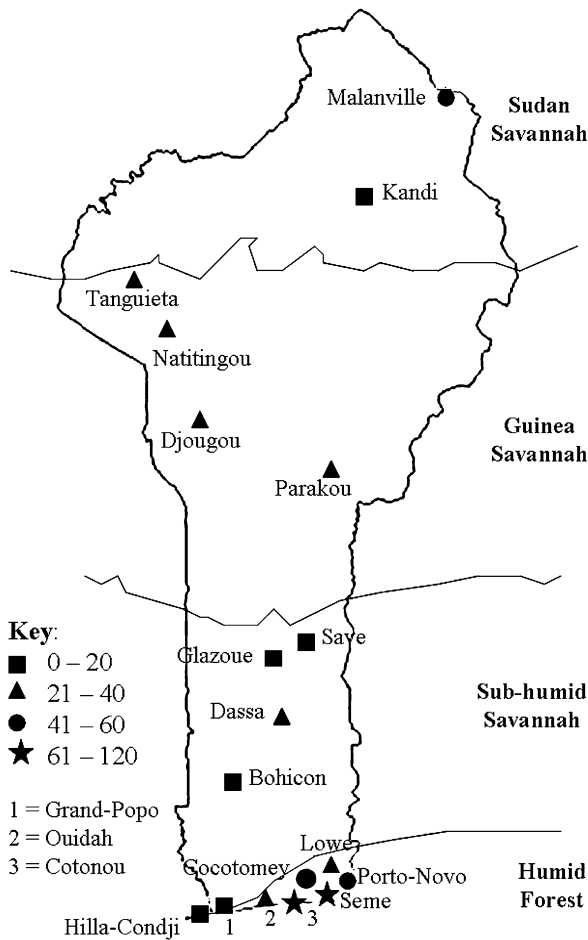 Malanville
Sudan
Savannah
Kandi
Tanguieta
Natitingou
Djougou
Guinea
Savannah
Parakou
Key:
0 – 20
21 – 40
41 – 60
61 – 120
1 = Grand-Popo
2 = Ouidah
3 = Cotonou
Save
Glazoue
Dassa
Sub-humid
Savannah
Bohicon
Lowe
Gocotomey
Porto-Novo
Humid
Forest
Seme
Hilla-Condji
1
2
3